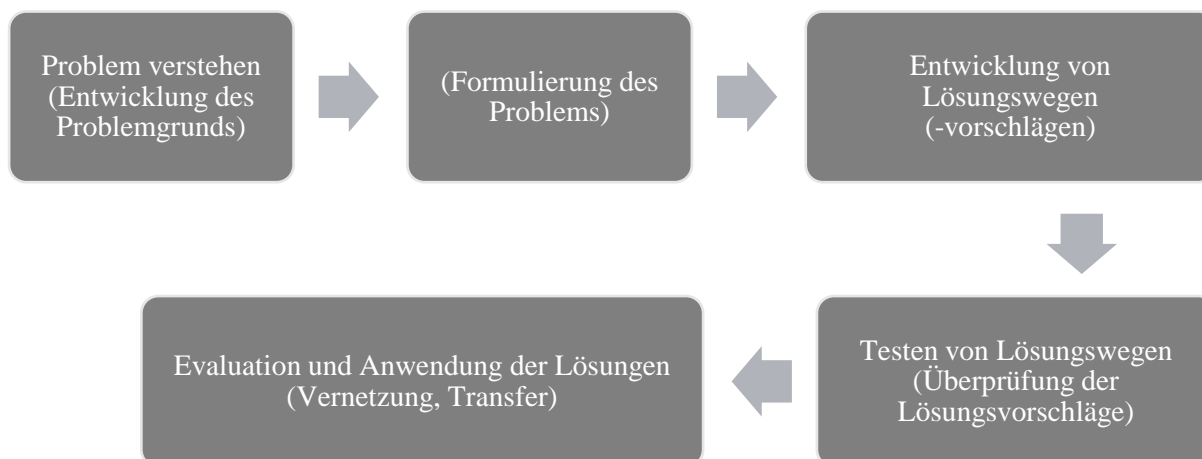 Problem verstehen
(Entwicklung des
Problemgrunds)
(Formulierung des
Problems)
Entwicklung von
Lösungswegen
(-vorschlägen)
Testen von Lösungswegen
(Überprüfung der
Lösungsvorschläge)
Evaluation und Anwendung der Lösungen
(Vernetzung, Transfer)